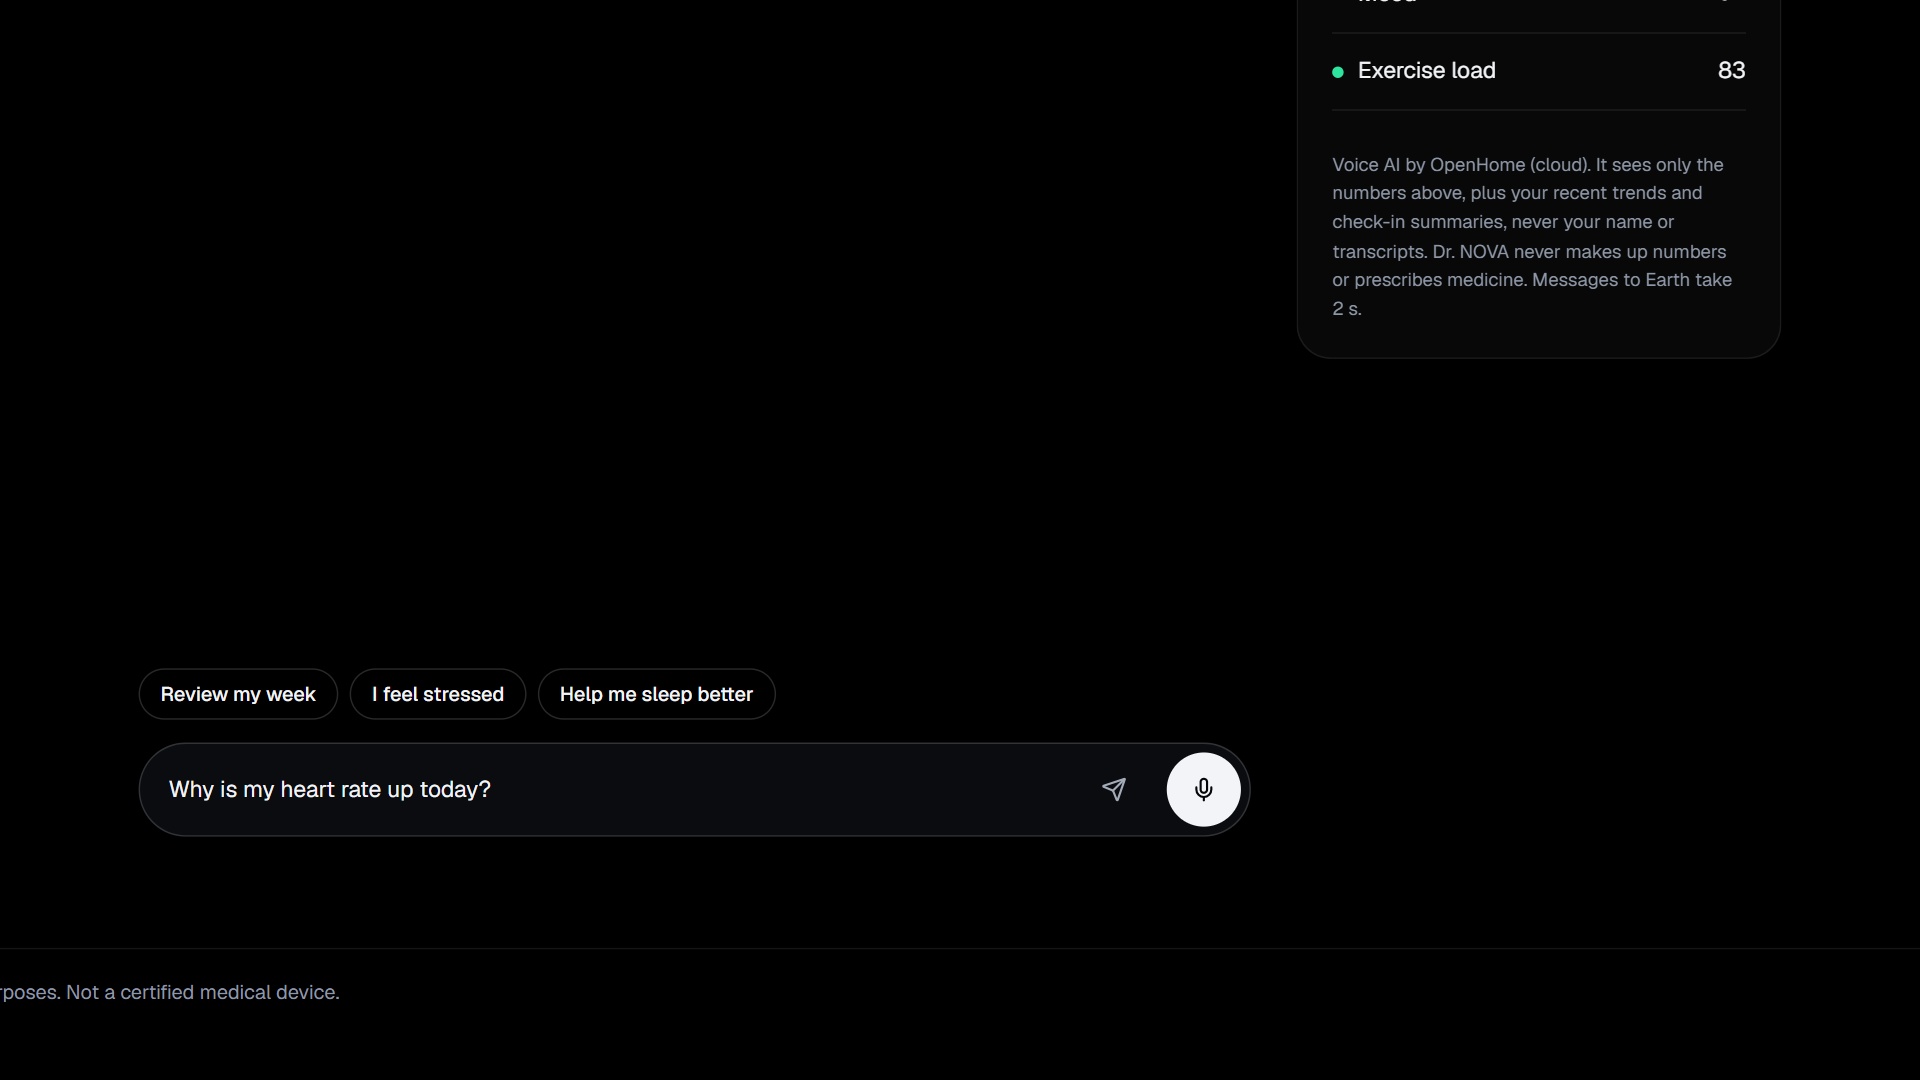 Exercise load 83
Voice AI by OpenHome (cloud). It sees only the
numbers above, plus your recent trends and
check-in summaries, never your name or
transcripts. Dr. NOVA never makes up numbers
or prescribes medicine. Messages to Earth take
2 s.
Review my week
I feel stressed
Help me sleep better
Why is my heart rate up today?
Not a certified medical device.